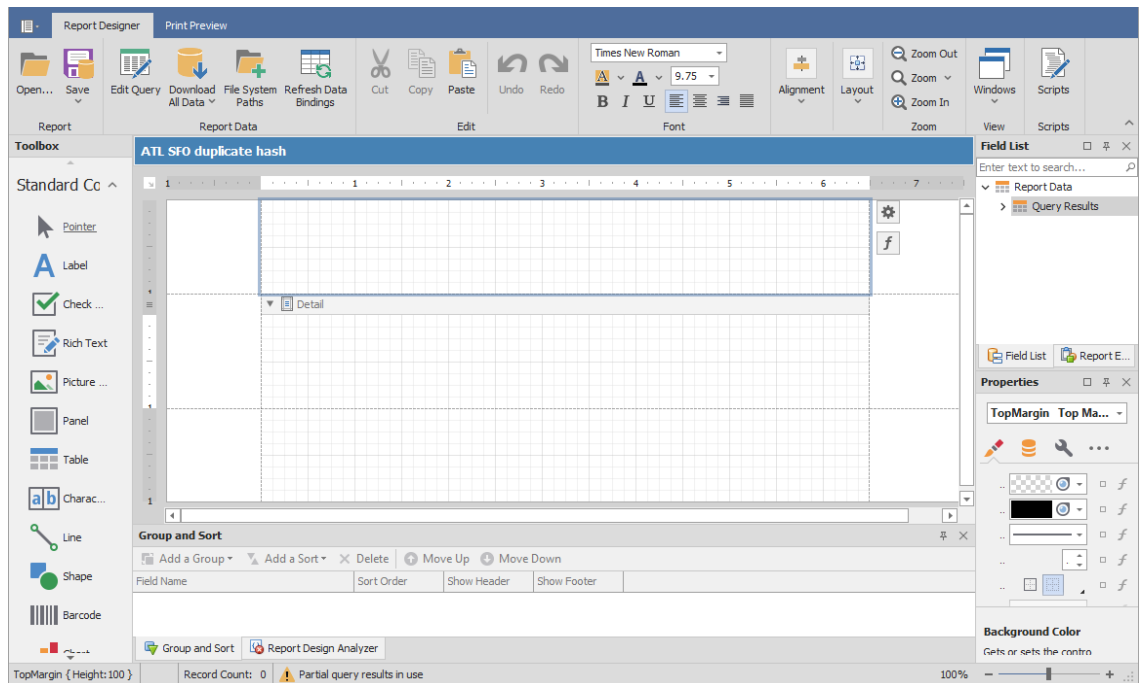 Report Designer Print Preview
Open... Save Edit Query Download All Data File System Paths Refresh Data Bindings Cut Copy Paste Undo Redo
Times New Roman
A A 9.75
B I U
Alignment Layout
Zoom Out
Zoom
Zoom In
Windows Scripts
Report Report Data Edit Font Zoom View Scripts
Toolbox
ATL SFO duplicate hash
Field List
Enter text to search...
Standard Co
1 1 2 3 4 5 6 7
Report Data
Query Results
Pointer
f
A Label
Check ...
Detail
Rich Text
Field List Report E...
Picture ...
Properties
TopMargin Top Ma...
Panel
Table
a b Charac...
1
f
f
Line
Group and Sort
f
Add a Group Add a Sort Delete Move Up Move Down
f
Shape
Field Name Sort Order Show Header Show Footer
f
Barcode
Background Color
Group and Sort Report Design Analyzer
Chart
Gets or sets the contro
TopMargin { Height:100 } Record Count: 0 Partial query results in use 100% - +